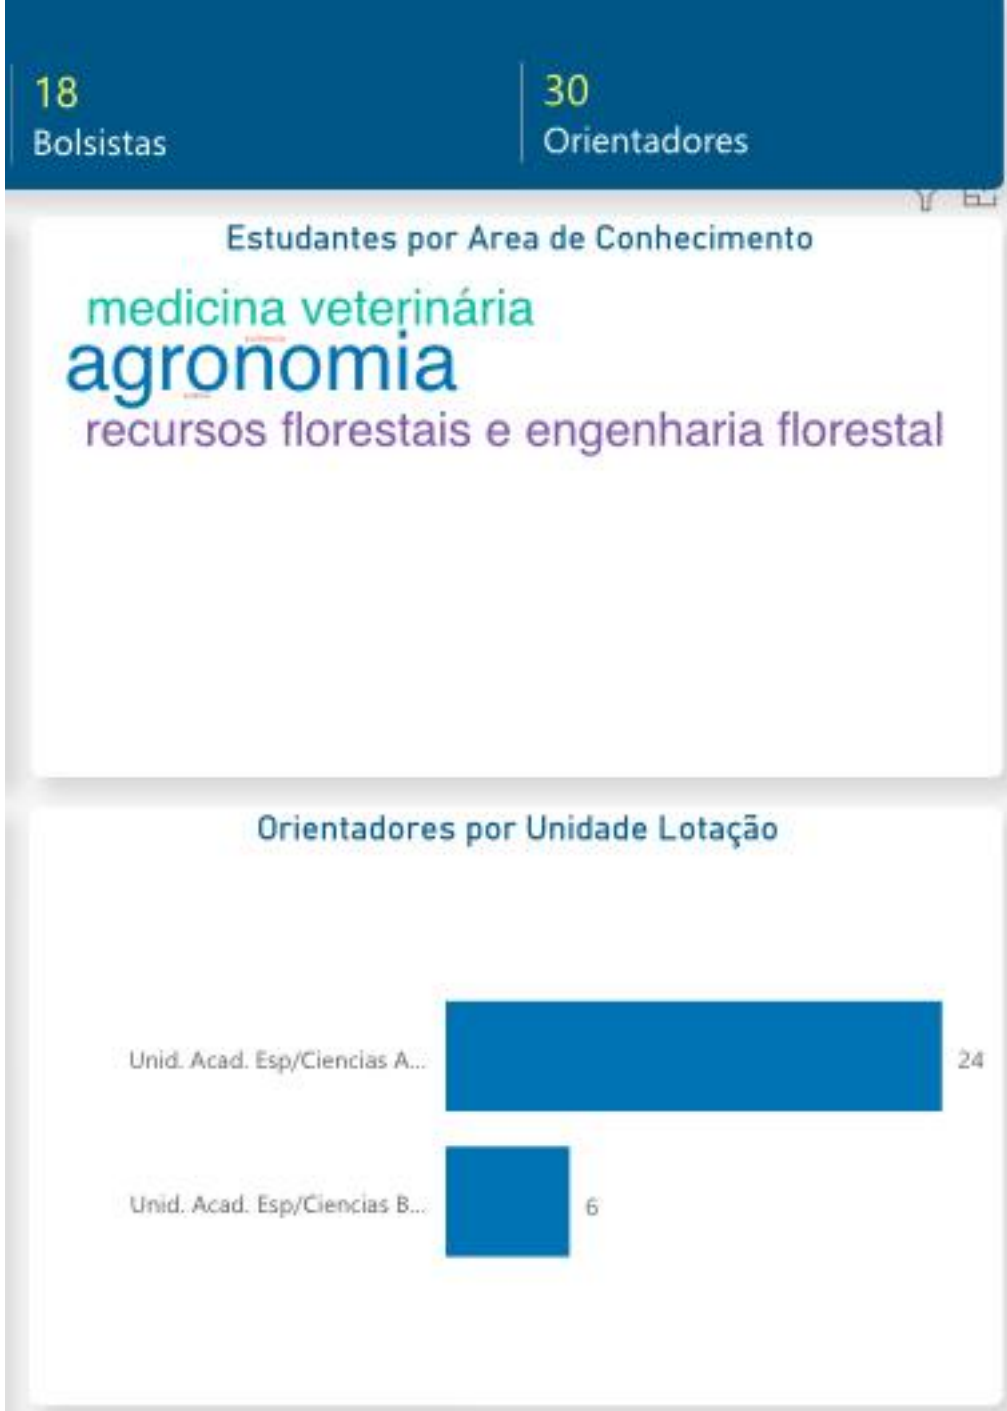 18
Bolsistas
30
Orientadores
Estudantes por Area de Conhecimento
medicina veterinária
agronomia
recursos florestais e engenharia florestal
Orientadores por Unidade Lotação
Unid. Acad. Esp/Ciencias A...
24
Unid. Acad. Esp/Ciencias B...
6